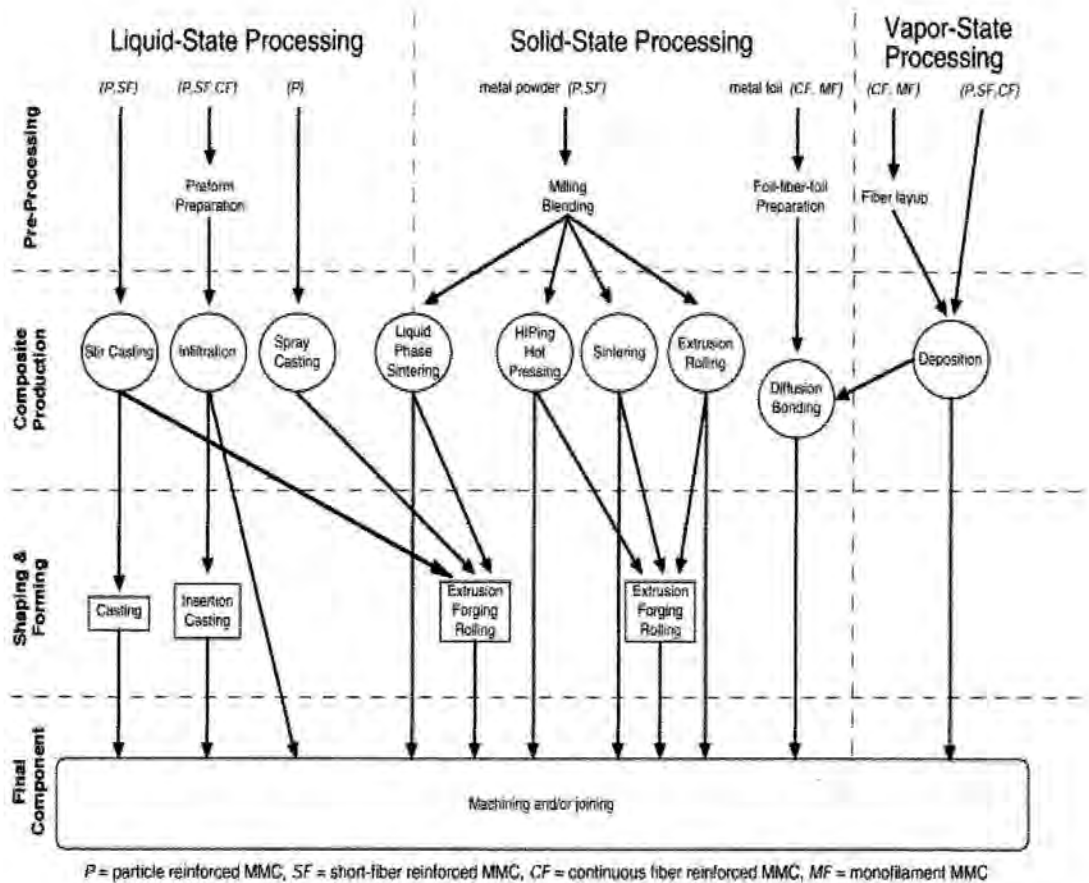 Liquid-State Processing
Solid-State Processing
Vapor-State
Processing
Pre-Processing
(P,SF)
(P,SF,CF)
(P)
metal powder (P,SF)
metal foil (CF, MF)
(CF, MF)
(P,SF,CF)
Preform
Preparation
Milling
Blending
Foil-fiber-foil
Preparation
Fiber layup
Composite
Production
Stir Casting
Infiltration
Spray
Casting
Liquid
Phase
Sintering
HIPing
Hot
Pressing
Sintering
Extrusion
Rolling
Diffusion
Bonding
Deposition
Shaping &
Forming
Casting
Insertion
Casting
Extrusion
Forging
Rolling
Extrusion
Forging
Rolling
Final
Component
Machining and/or joining
P = particle reinforced MMC, SF = short-fiber reinforced MMC, CF = continuous fiber reinforced MMC, MF = monofilament MMC